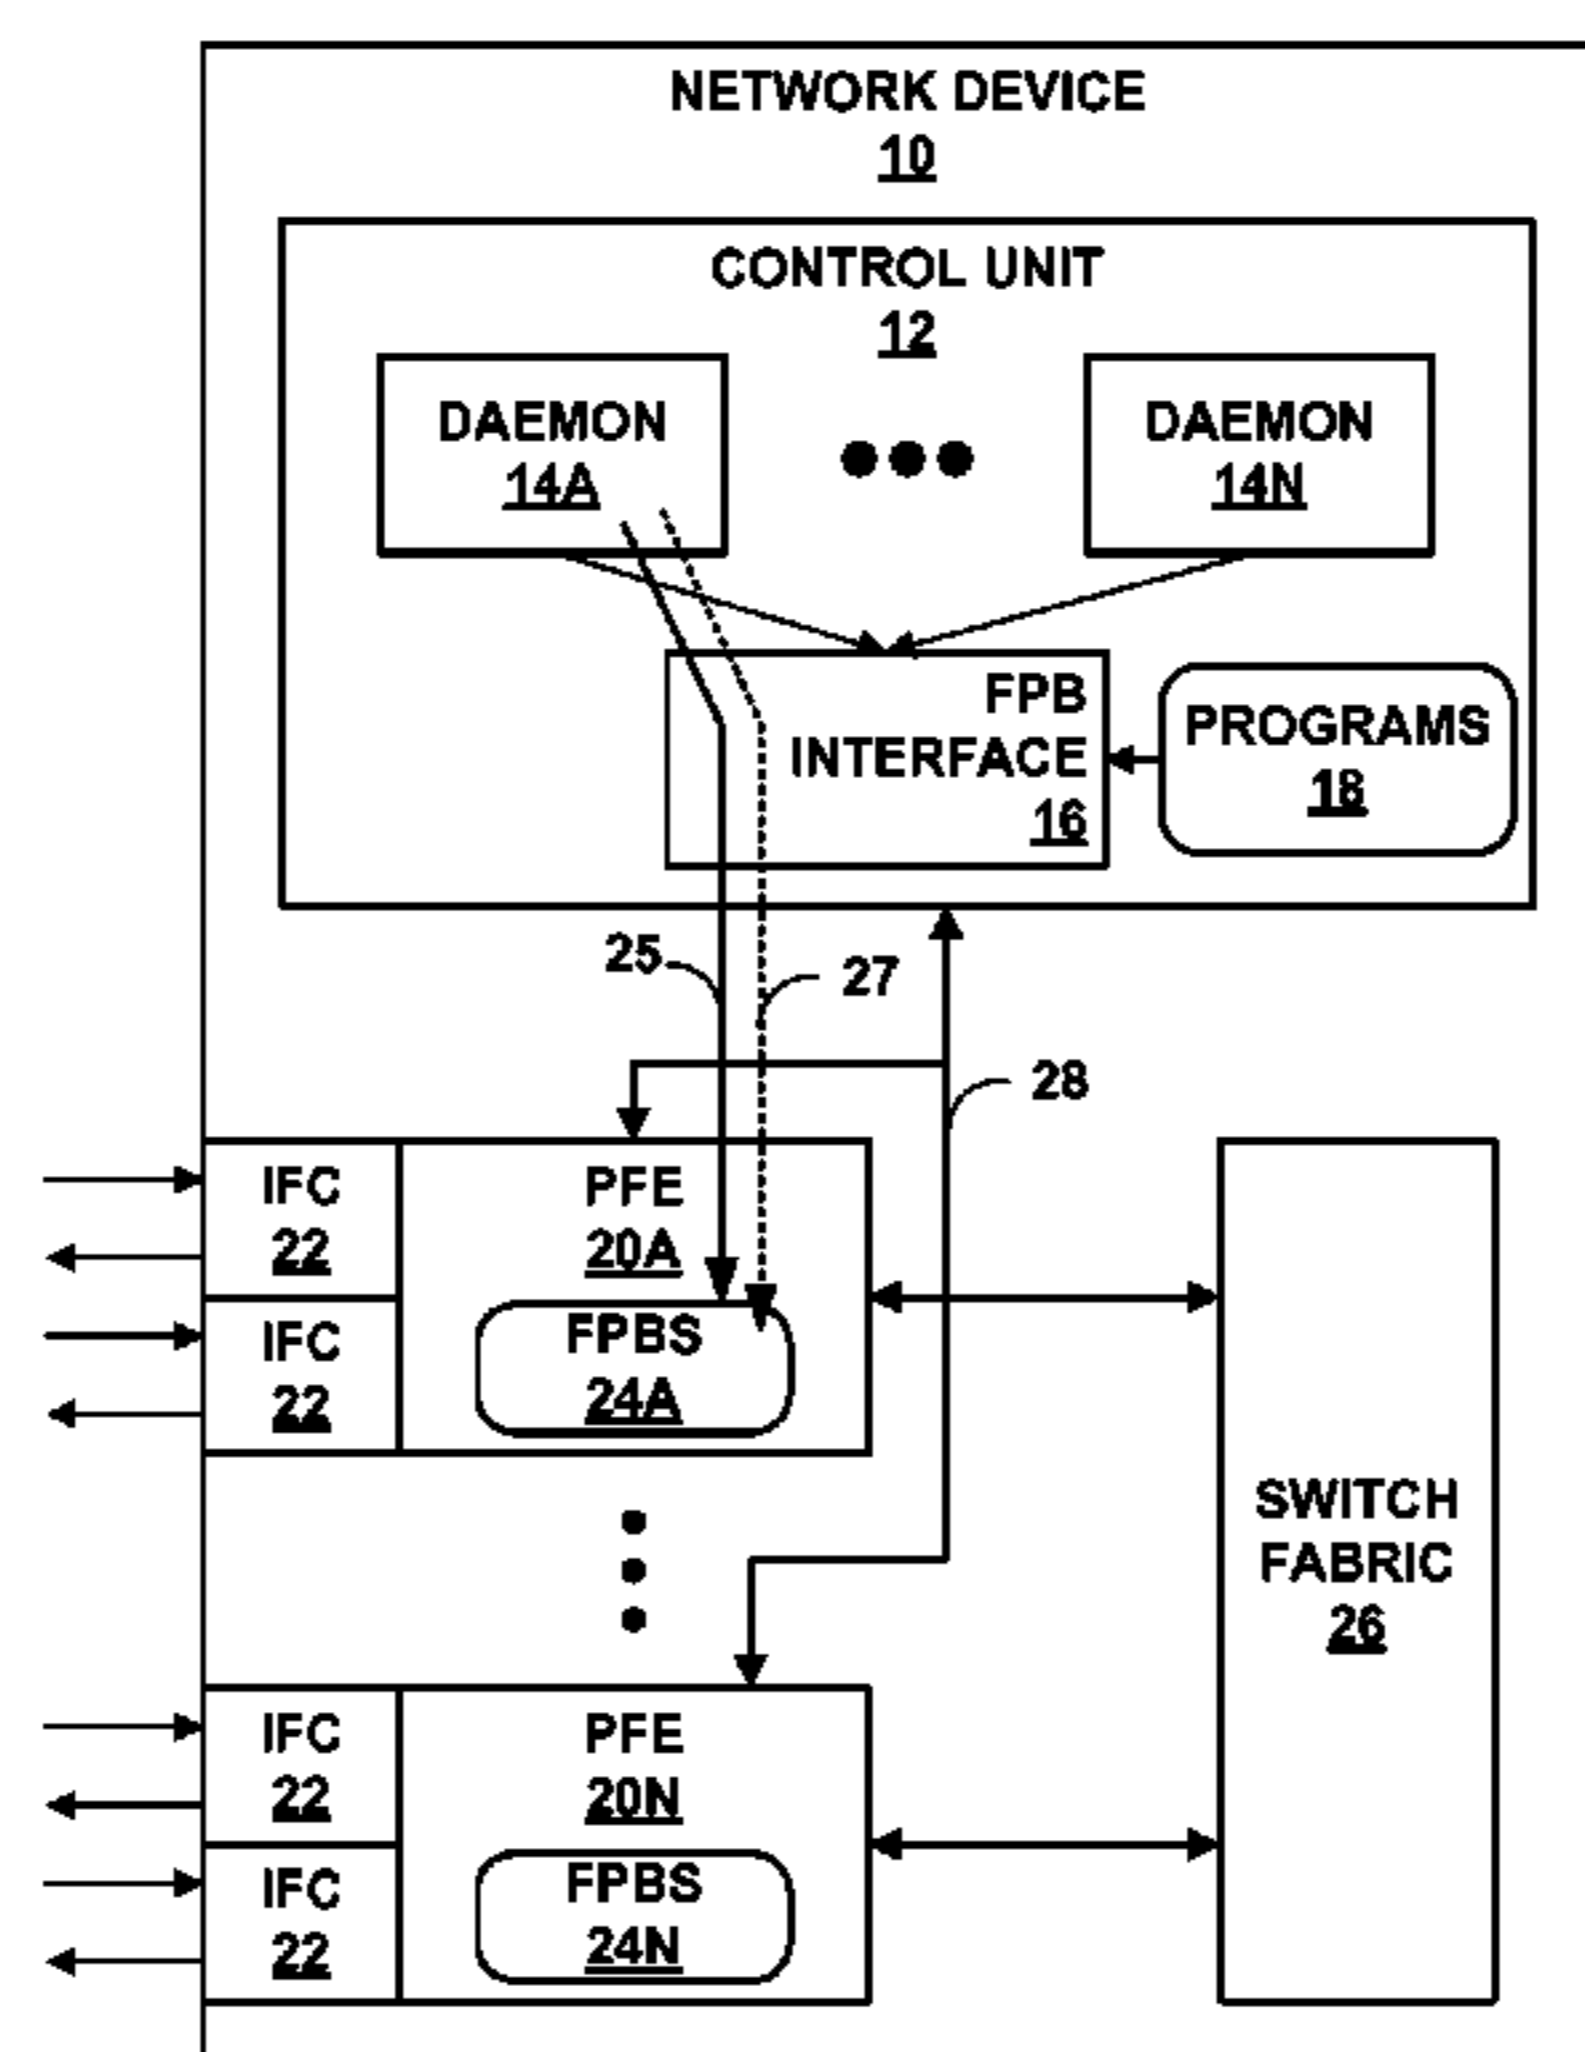 NETWORK DEVICE
10
CONTROL UNIT
12
DAEMON
14A
DAEMON
14N
FPB
INTERFACE
16
PROGRAMS
18
25
27
28
IFC
22
IFC
22
PFE
20A
FPBS
24A
SWITCH
FABRIC
26
IFC
22
IFC
22
PFE
20N
FPBS
24N